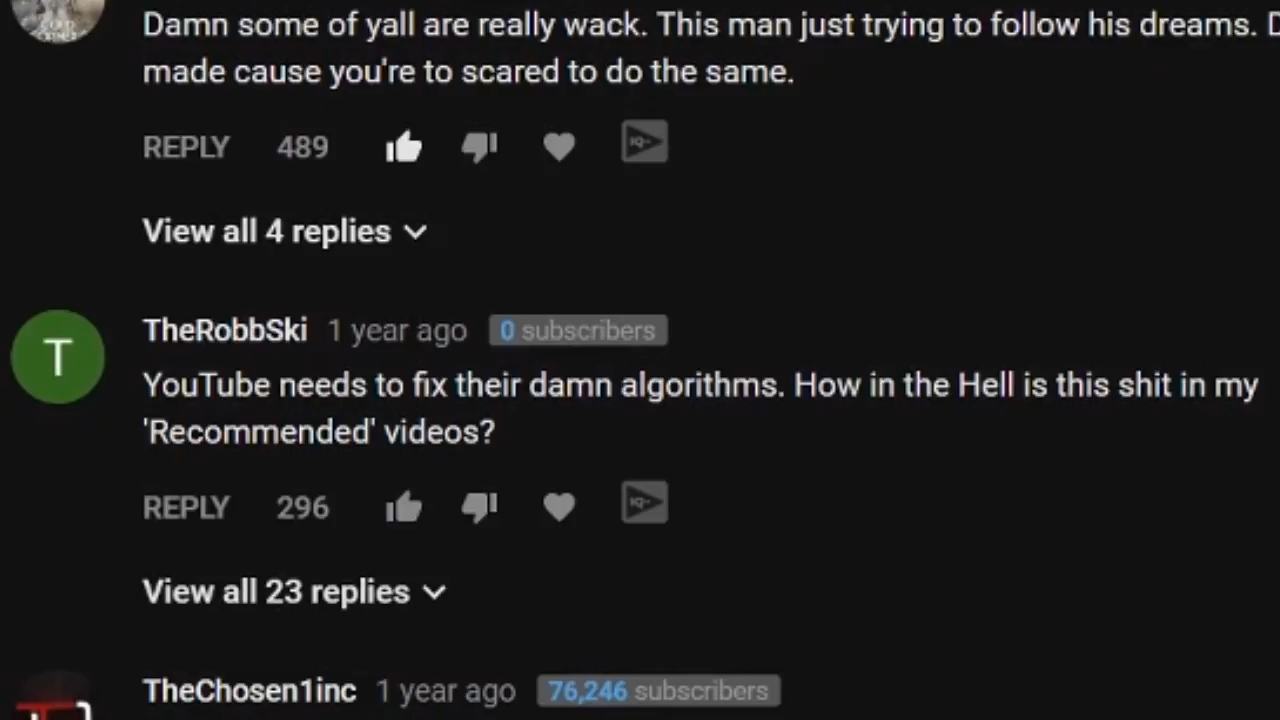 Damn some of yall are really wack. This man just trying to follow his dreams.
made cause you're to scared to do the same.
REPLY 489
View all 4 replies
TheRobbSki 1 year ago 0 subscribers
YouTube needs to fix their damn algorithms. How in the Hell is this shit in my
'Recommended' videos?
REPLY 296
View all 23 replies
TheChosen1inc 1 year ago 76,246 subscribers
T